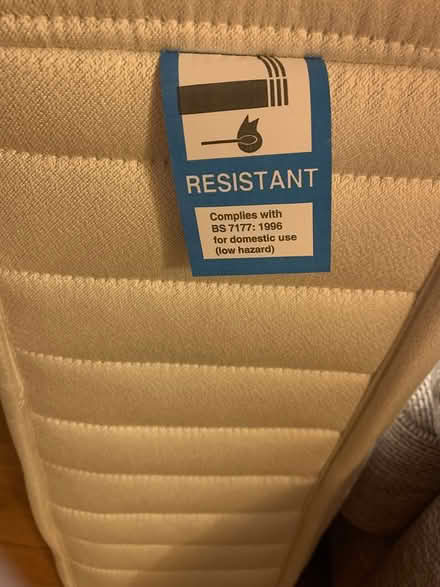 RESISTANT
Complies with
BS 7177: 1996
for domestic use
(low hazard)